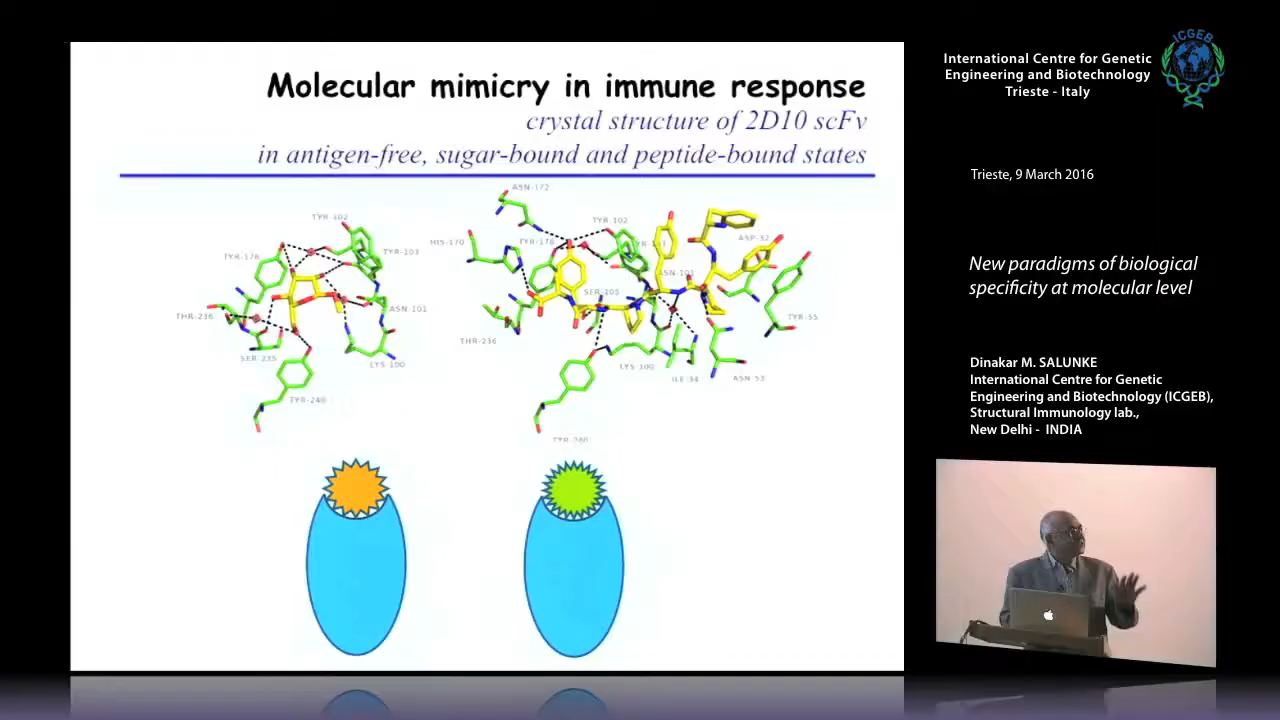 Molecular mimicry in immune response
crystal structure of 2D10 scFv
in antigen-free, sugar-bound and peptide-bound states
TYR-102
TYR-103
TYR-178
ASN-101
THR-236
SER-235
LYS-100
TYR-240
ASN-172
TYR-102
HIS-170
TYR-178
ASP-32
ASN-101
SER-105
TYR-55
THR-236
LYS-100
ILE-34
ASN-53
International Centre for Genetic
Engineering and Biotechnology
Trieste - Italy
ICGEB
Trieste, 9 March 2016
New paradigms of biological
specificity at molecular level
Dinakar M. SALUNKE
International Centre for Genetic
Engineering and Biotechnology (ICGEB),
Structural Immunology lab.,
New Delhi - INDIA